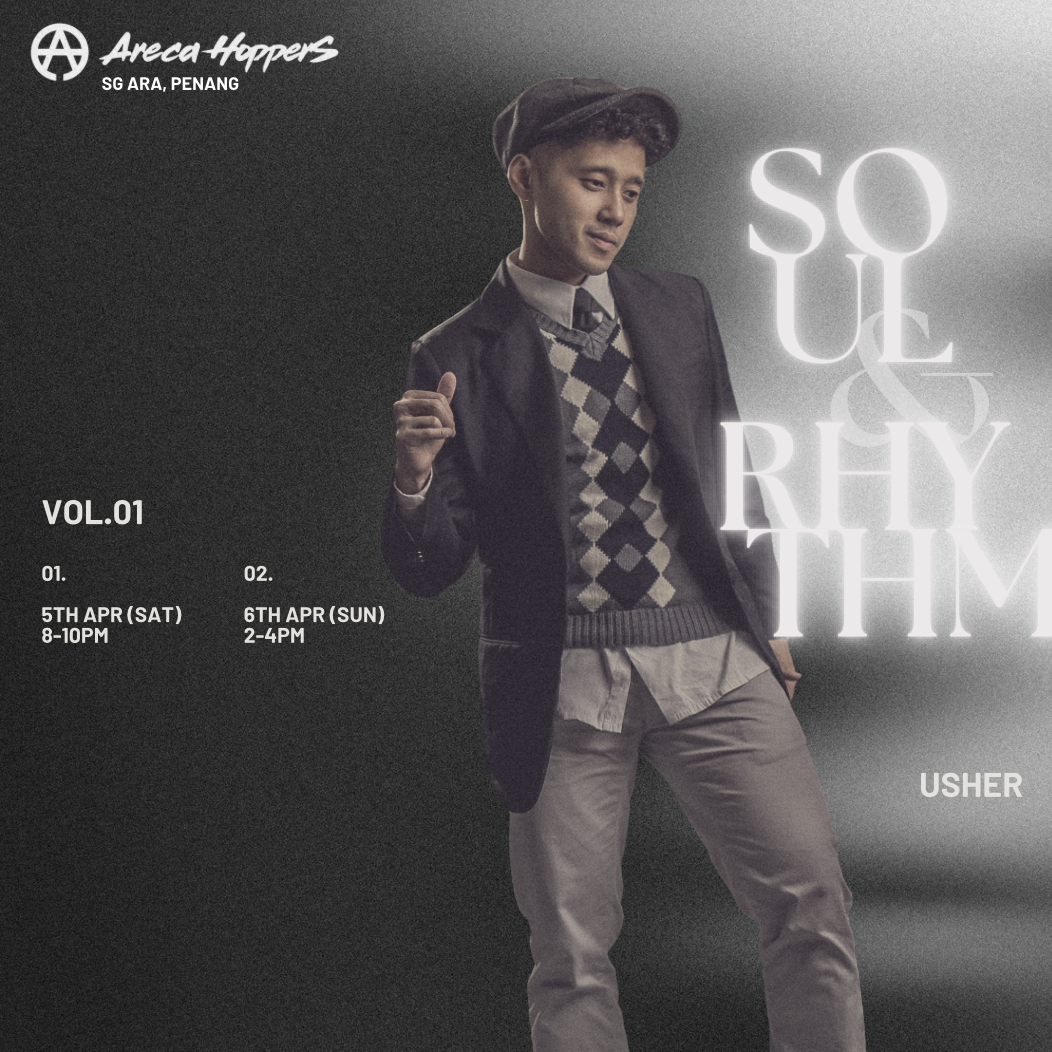 Areca Hoppers
SG ARA, PENANG
SO
UL
&
RHY
THM
VOL.01
01.
5TH APR (SAT)
8-10PM
02.
6TH APR (SUN)
2-4PM
USHER